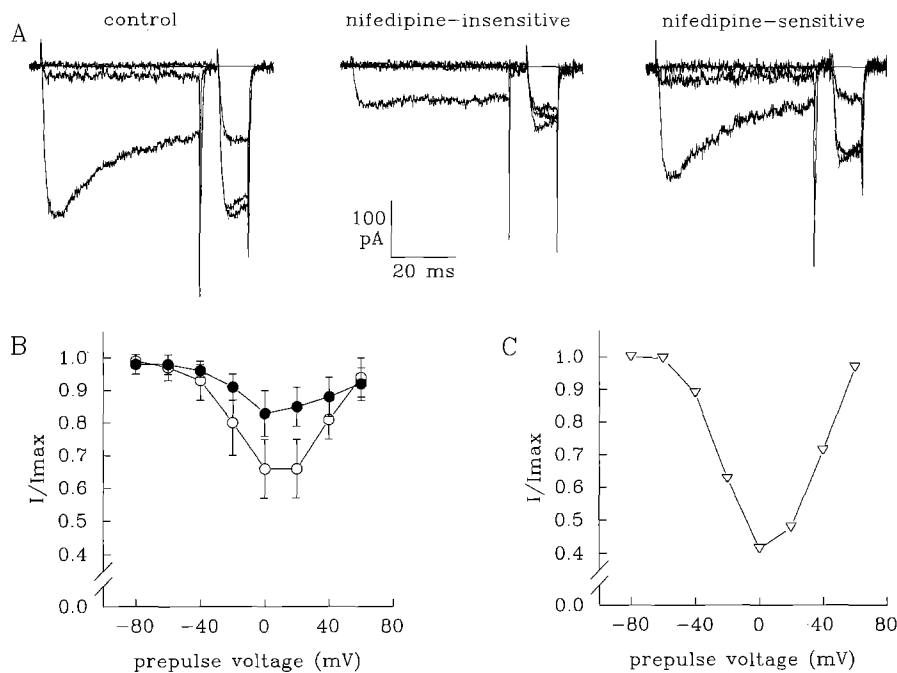 A
control
nifedipine-insensitive
nifedipine-sensitive
100
pA
20 ms
B
I/Imax
1.0
0.9
0.8
0.7
0.6
0.5
0.4
0.0
-80 -40 0 40 80
prepulse voltage (mV)
C
I/Imax
1.0
0.9
0.8
0.7
0.6
0.5
0.4
0.0
-80 -40 0 40 80
prepulse voltage (mV)